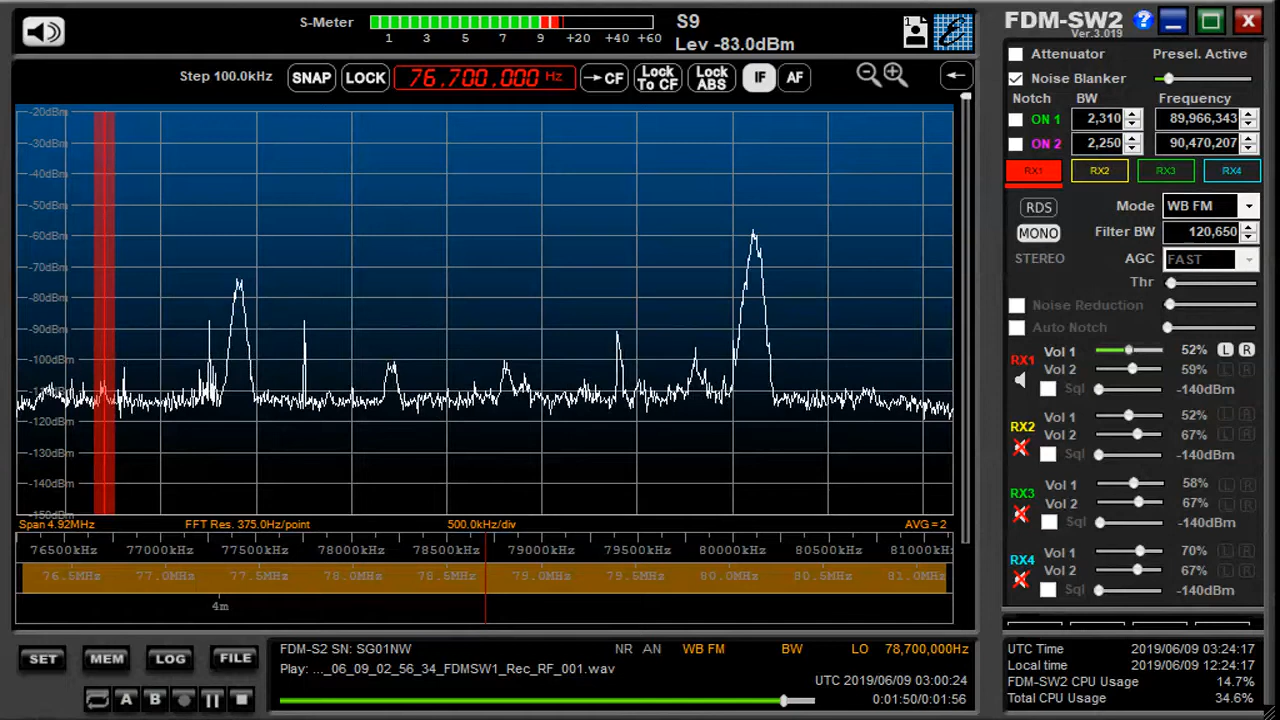 S-Meter
1 3 5 7 9 +20 +40 +60
S9
Lev -83.0dBm
1
FDM-SW2
Ver.3.019
?
X
Step 100.0kHz
SNAP
LOCK
76,700,000 Hz
→CF
Lock To CF
Lock ABS
IF
AF
Attenuator
Presel. Active
Noise Blanker
Notch BW Frequency
ON 1 2,310 89,966,343
ON 2 2,250 90,470,207
RX1 RX2 RX3 RX4
RDS Mode WB FM
MONO Filter BW 120,650
STEREO AGC FAST
Thr
Noise Reduction
Auto Notch
RX1
Vol 1 52% L R
Vol 2 59% L R
Sql -140dBm
RX2
Vol 1 52% L R
Vol 2 67% L R
Sql -140dBm
RX3
Vol 1 58% L R
Vol 2 67% L R
Sql -140dBm
RX4
Vol 1 70% L R
Vol 2 67% L R
Sql -140dBm
-20dBm
-30dBm
-40dBm
-50dBm
-60dBm
-70dBm
-80dBm
-90dBm
-100dBm
-110dBm
-120dBm
-130dBm
-140dBm
-150dBm
Span 4.92MHz FFT Res. 375.0Hz/point 500.0kHz/div AVG = 2
76500kHz 77000kHz 77500kHz 78000kHz 78500kHz 79000kHz 79500kHz 80000kHz 80500kHz 81000kHz
76.5MHz 77.0MHz 77.5MHz 78.0MHz 78.5MHz 79.0MHz 79.5MHz 80.0MHz 80.5MHz 81.0MHz
4m
SET MEM LOG FILE
A B
FDM-S2 SN: SG01NW NR AN WB FM BW LO 78,700,000Hz
Play: ..._06_09_02_56_34_FDMSW1_Rec_RF_001.wav
UTC 2019/06/09 03:00:24
0:01:50/0:01:56
UTC Time 2019/06/09 03:24:17
Local time 2019/06/09 12:24:17
FDM-SW2 CPU Usage 14.7%
Total CPU Usage 34.6%